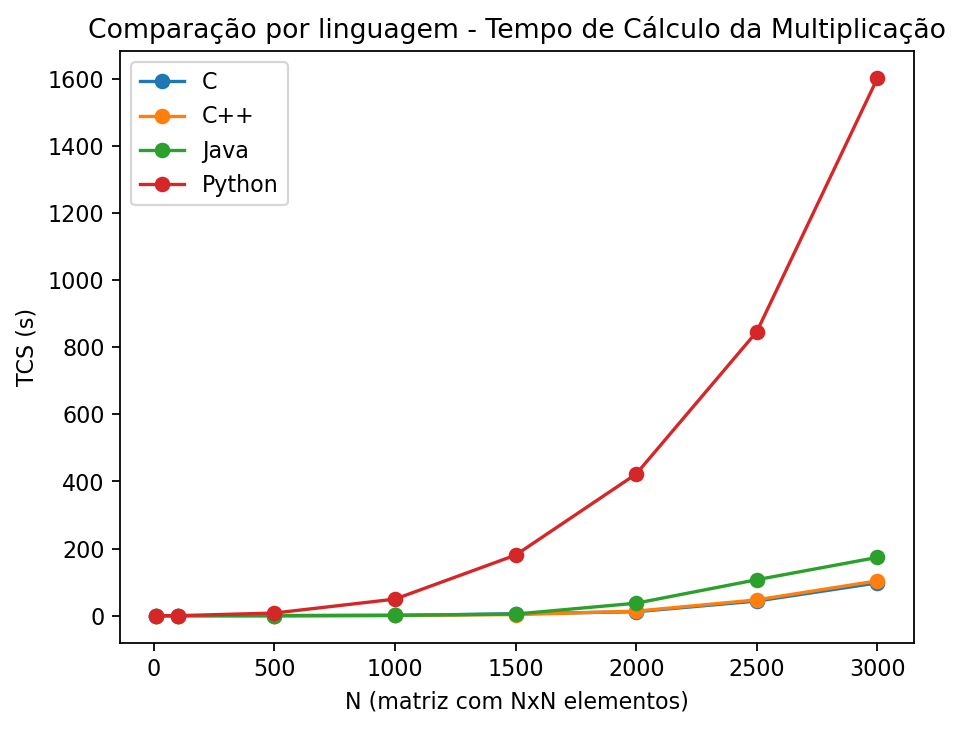 Comparação por linguagem - Tempo de Cálculo da Multiplicação
C
C++
Java
Python
1600
1400
1200
1000
800
600
400
200
0
TCS (s)
0 500 1000 1500 2000 2500 3000
N (matriz com NxN elementos)